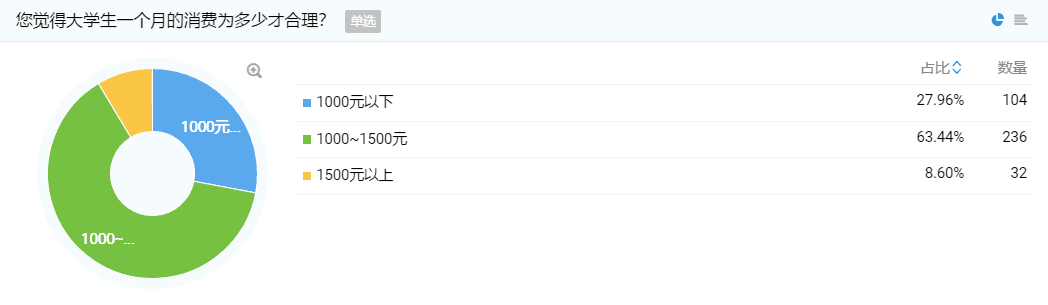 您觉得大学生一个月的消费为多少才合理? 单选
占比 数量
1000元以下 27.96% 104
1000~1500元 63.44% 236
1500元以上 8.60% 32
1000元...
1000~...